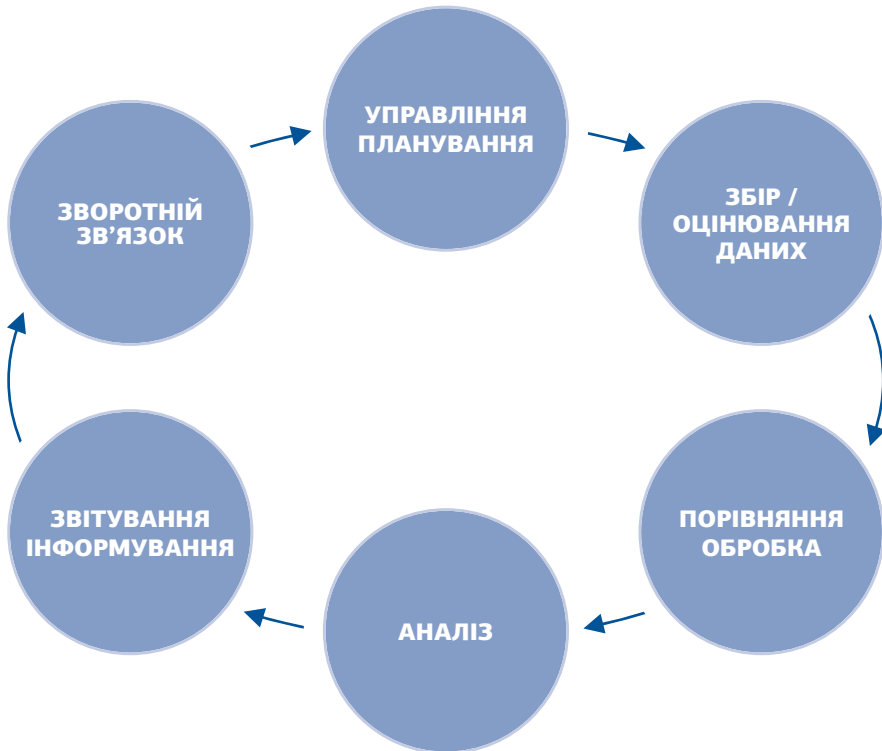 УПРАВЛІННЯ
ПЛАНУВАННЯ
ЗБІР /
ОЦІНЮВАННЯ
ДАНИХ
ПОРІВНЯННЯ
ОБРОБКА
АНАЛІЗ
ЗВІТУВАННЯ
ІНФОРМУВАННЯ
ЗВОРОТНІЙ
ЗВ’ЯЗОК